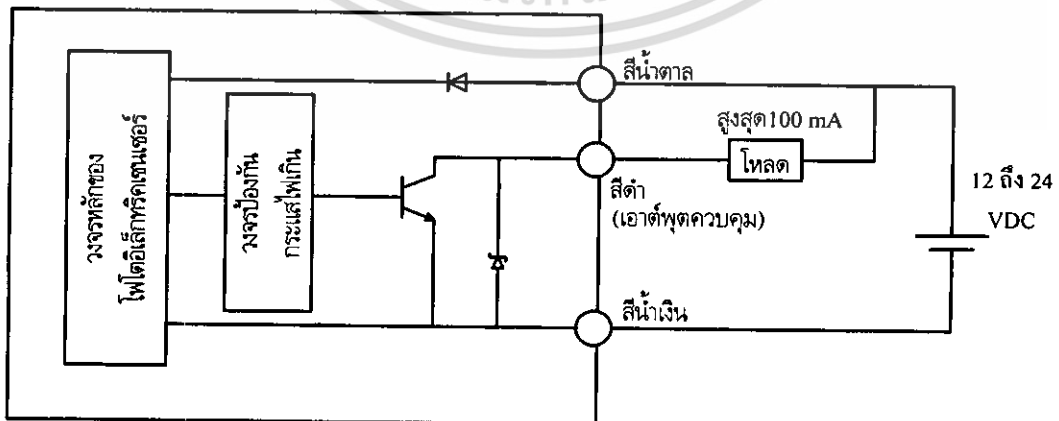 สีน้ำตาล
สูงสุด100 mA
โหลด
สีดำ
(เอาต์พุตควบคุม)
12 ถึง 24
VDC
สีน้ำเงิน
วงจรหลักของ
โฟโตอิเล็กทริคเซนเซอร์
วงจรป้องกัน
กระแสไฟเกิน